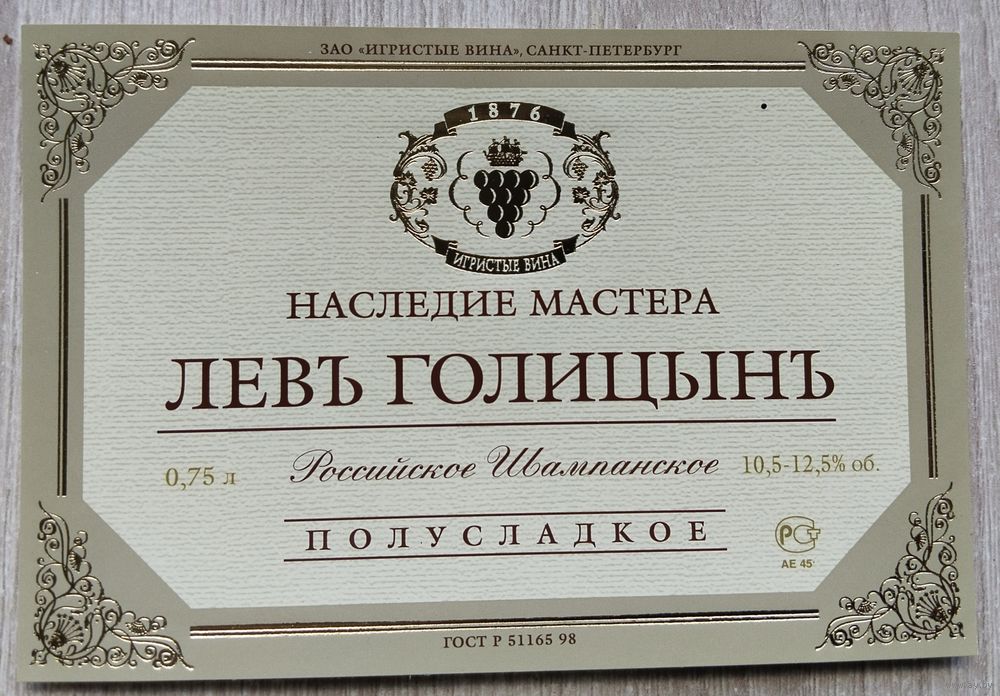 ЗАО «ИГРИСТЫЕ ВИНА», САНКТ-ПЕТЕРБУРГ
1876
ИГРИСТЫЕ ВИНА
НАСЛЕДИЕ МАСТЕРА
ЛЕВЪ ГОЛИЦЫНЪ
0,75 л Российское Шампанское 10,5-12,5% об.
ПОЛУСЛАДКОЕ
РСТ
АЕ 45
ГОСТ Р 51165 98